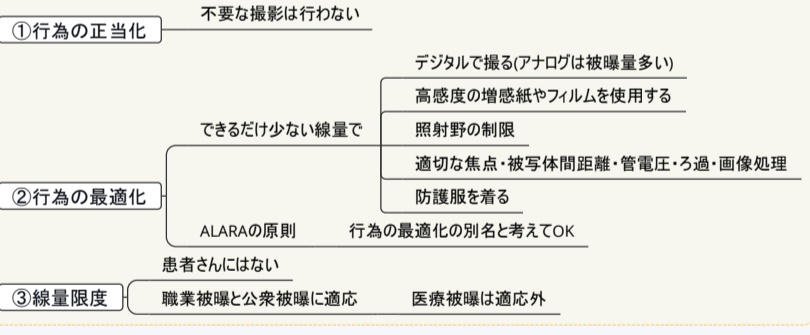 ①行為の正当化
不要な撮影は行わない
②行為の最適化
できるだけ少ない線量で
デジタルで撮る(アナログは被曝量多い)
高感度の増感紙やフィルムを使用する
照射野の制限
適切な焦点・被写体間距離・管電圧・ろ過・画像処理
防護服を着る
ALARAの原則
行為の最適化の別名と考えてOK
③線量限度
患者さんにはない
職業被曝と公衆被曝に適応
医療被曝は適応外